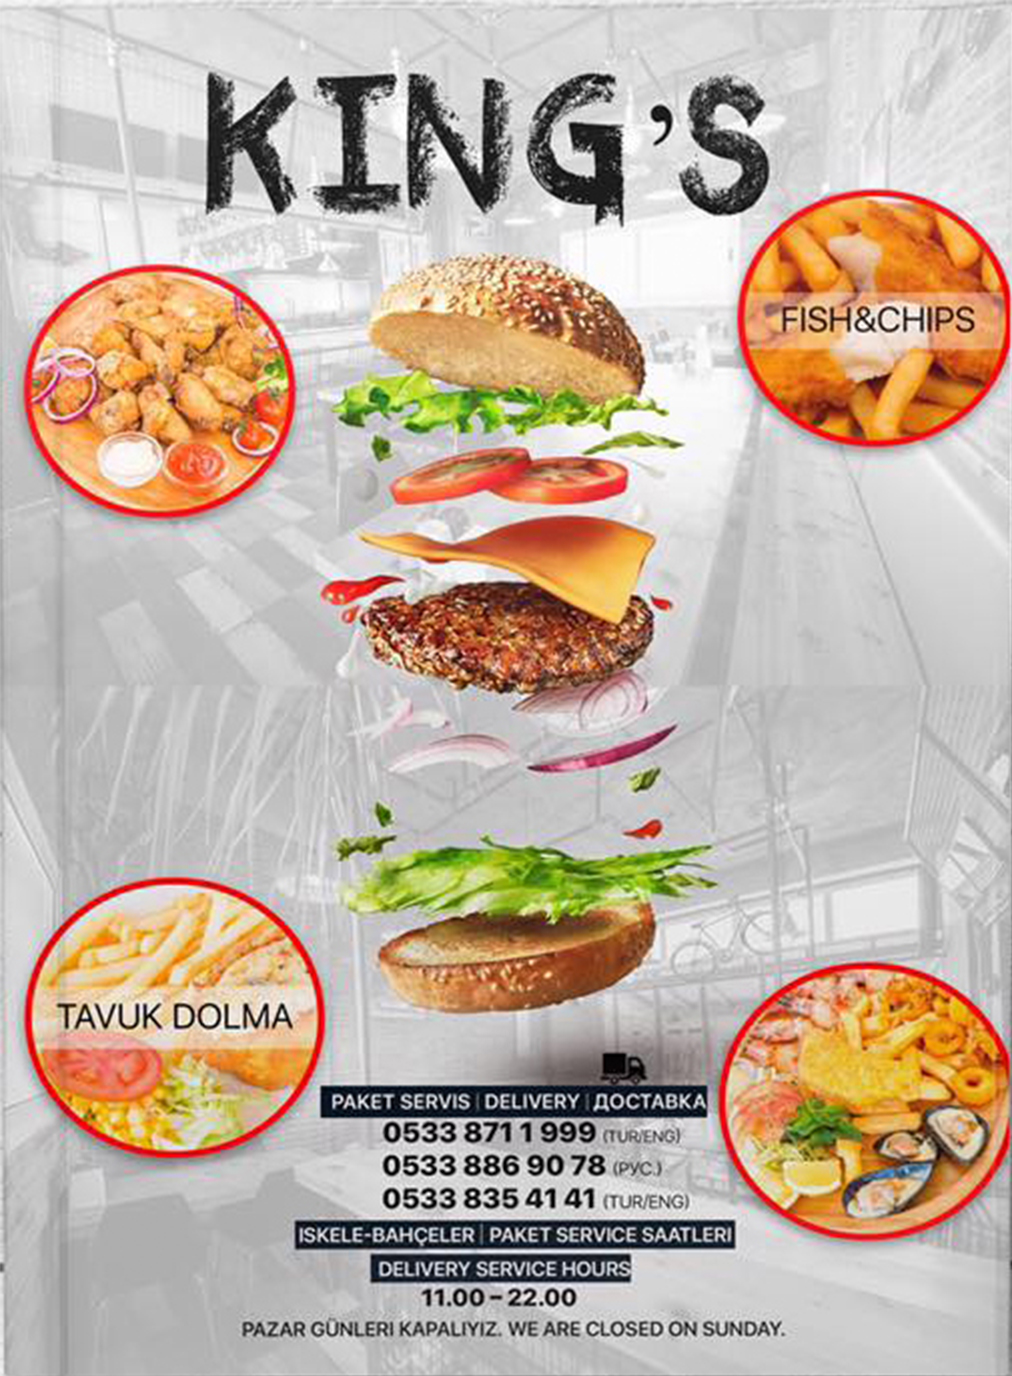 KING'S
FISH&CHIPS
TAVUK DOLMA
PAKET SERVIS | DELIVERY | ДОСТАВКА
0533 871 1 999 (TUR/ENG)
0533 886 90 78 (РУС.)
0533 835 41 41 (TUR/ENG)
ISKELE-BAHÇELER | PAKET SERVICE SAATLERI
DELIVERY SERVICE HOURS
11.00 – 22.00
PAZAR GÜNLERI KAPALIYIZ. WE ARE CLOSED ON SUNDAY.